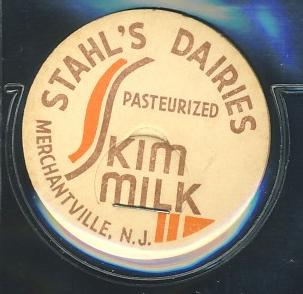 STAHL'S DAIRIES
PASTEURIZED
SKIM
MILK
MERCHANTVILLE, N.J.